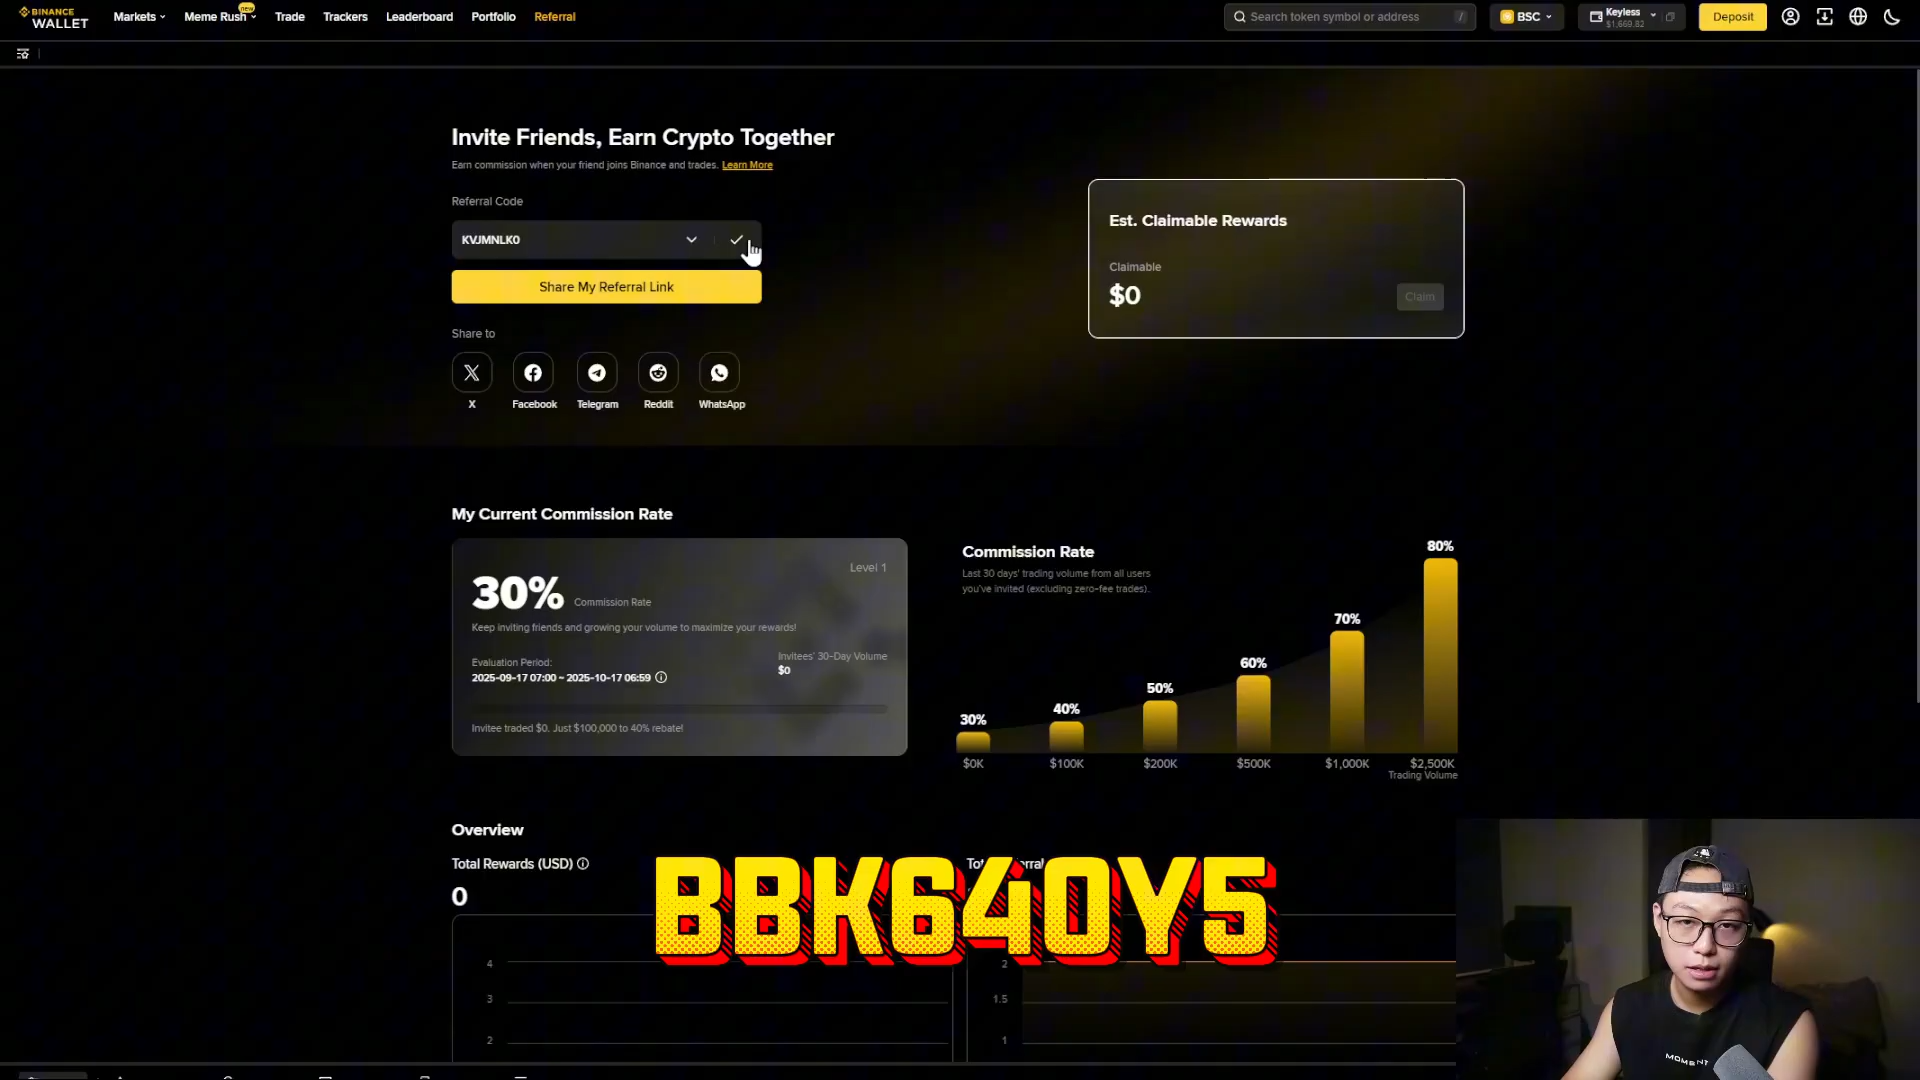 BINANCE
WALLET
Markets
Meme Rush
new
Trade
Trackers
Leaderboard
Portfolio
Referral
Search token symbol or address
/
BSC
Keyless
$1,669.82
Deposit
Invite Friends, Earn Crypto Together
Earn commission when your friend joins Binance and trades. Learn More
Referral Code
KVJMNLK0
Share My Referral Link
Share to
X
Facebook
Telegram
Reddit
WhatsApp
Est. Claimable Rewards
Claimable
$0
Claim
My Current Commission Rate
Level 1
30% Commission Rate
Keep inviting friends and growing your volume to maximize your rewards!
Evaluation Period:
2025-09-17 07:00 ~ 2025-10-17 06:59
Invitees' 30-Day Volume
$0
Invitee traded $0. Just $100,000 to 40% rebate!
Commission Rate
Last 30 days' trading volume from all users
you've invited (excluding zero-fee trades).
30%
40%
50%
60%
70%
80%
$0K
$100K
$200K
$500K
$1,000K
$2,500K
Trading Volume
Overview
Total Rewards (USD)
0
4
3
2
BBK640Y5
2
1.5
1
MOMENT